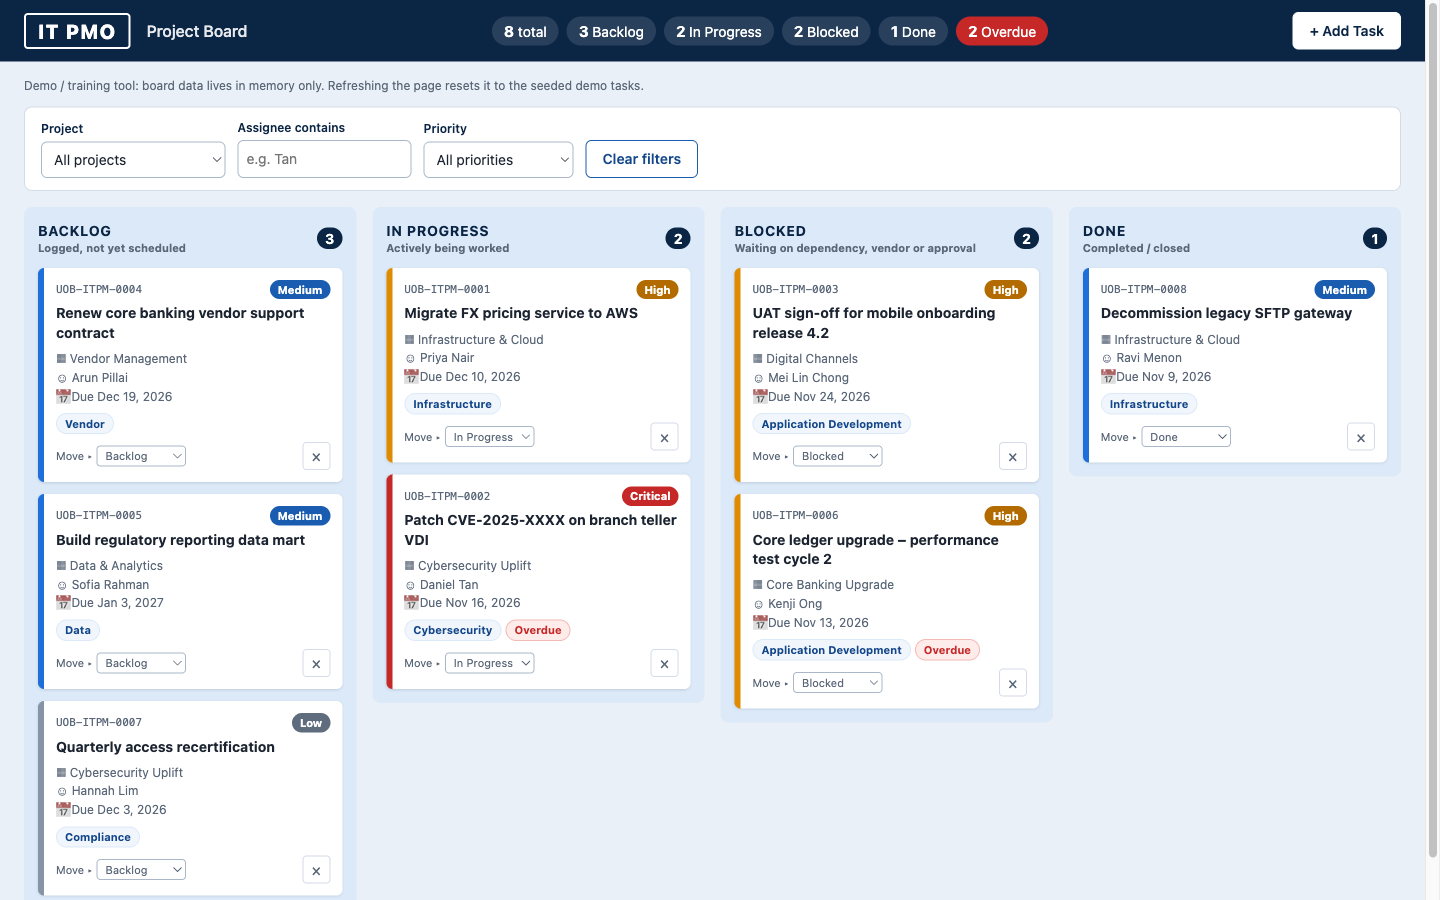 IT PMO
Project Board
8 total
3 Backlog
2 In Progress
2 Blocked
1 Done
2 Overdue
+ Add Task
Demo / training tool: board data lives in memory only. Refreshing the page resets it to the seeded demo tasks.
Project
All projects
Assignee contains
e.g. Tan
Priority
All priorities
Clear filters
BACKLOG
Logged, not yet scheduled
3
UOB-ITPM-0004
Medium
Renew core banking vendor support
contract
Vendor Management
Arun Pillai
Due Dec 19, 2026
Vendor
Move ▸ Backlog
×
UOB-ITPM-0005
Medium
Build regulatory reporting data mart
Data & Analytics
Sofia Rahman
Due Jan 3, 2027
Data
Move ▸ Backlog
×
UOB-ITPM-0007
Low
Quarterly access recertification
Cybersecurity Uplift
Hannah Lim
Due Dec 3, 2026
Compliance
Move ▸ Backlog
×
IN PROGRESS
Actively being worked
2
UOB-ITPM-0001
High
Migrate FX pricing service to AWS
Infrastructure & Cloud
Priya Nair
Due Dec 10, 2026
Infrastructure
Move ▸ In Progress
×
UOB-ITPM-0002
Critical
Patch CVE-2025-XXXX on branch teller
VDI
Cybersecurity Uplift
Daniel Tan
Due Nov 16, 2026
Cybersecurity
Overdue
Move ▸ In Progress
×
BLOCKED
Waiting on dependency, vendor or approval
2
UOB-ITPM-0003
High
UAT sign-off for mobile onboarding
release 4.2
Digital Channels
Mei Lin Chong
Due Nov 24, 2026
Application Development
Move ▸ Blocked
×
UOB-ITPM-0006
High
Core ledger upgrade – performance
test cycle 2
Core Banking Upgrade
Kenji Ong
Due Nov 13, 2026
Application Development
Overdue
Move ▸ Blocked
×
DONE
Completed / closed
1
UOB-ITPM-0008
Medium
Decommission legacy SFTP gateway
Infrastructure & Cloud
Ravi Menon
Due Nov 9, 2026
Infrastructure
Move ▸ Done
×